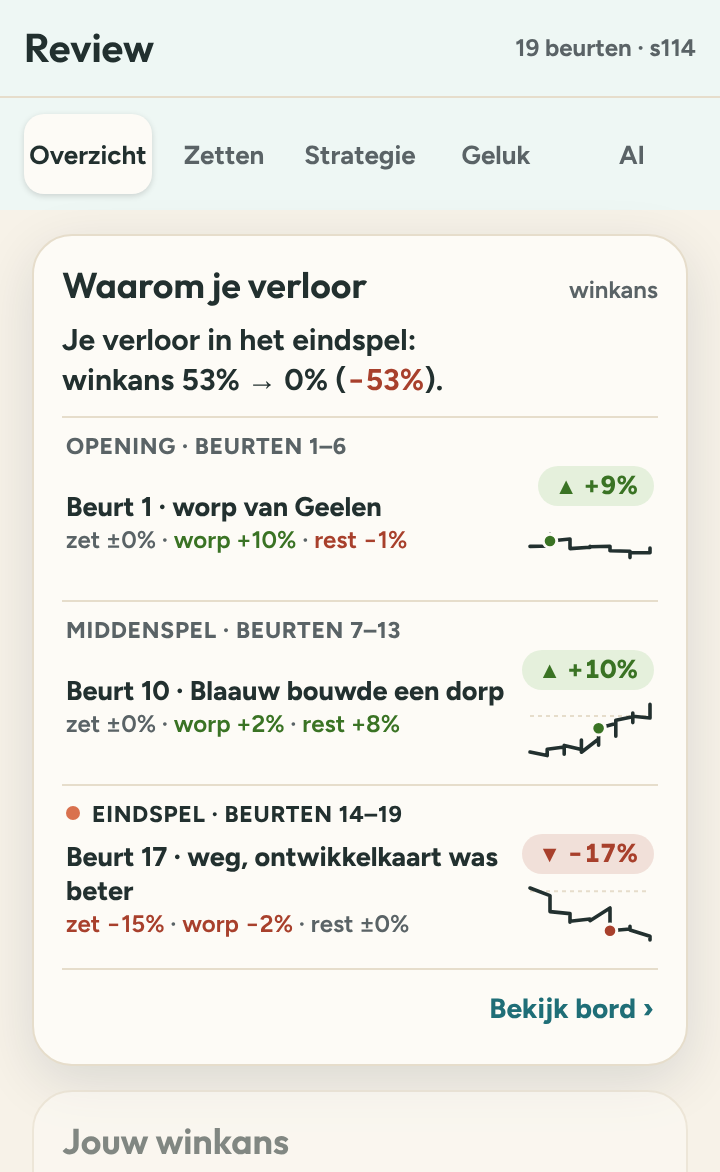 Review
19 beurten · s114
Overzicht
Zetten
Strategie
Geluk
AI
Waarom je verloor
winkans
Je verloor in het eindspel:
winkans 53% → 0% (−53%).
OPENING · BEURTEN 1–6
▲ +9%
Beurt 1 · worp van Geelen
zet ±0% · worp +10% · rest −1%
MIDDENSPEL · BEURTEN 7–13
▲ +10%
Beurt 10 · Blaauw bouwde een dorp
zet ±0% · worp +2% · rest +8%
EINDSPEL · BEURTEN 14–19
▼ −17%
Beurt 17 · weg, ontwikkelkaart was
beter
zet −15% · worp −2% · rest ±0%
Bekijk bord ›
Jouw winkans